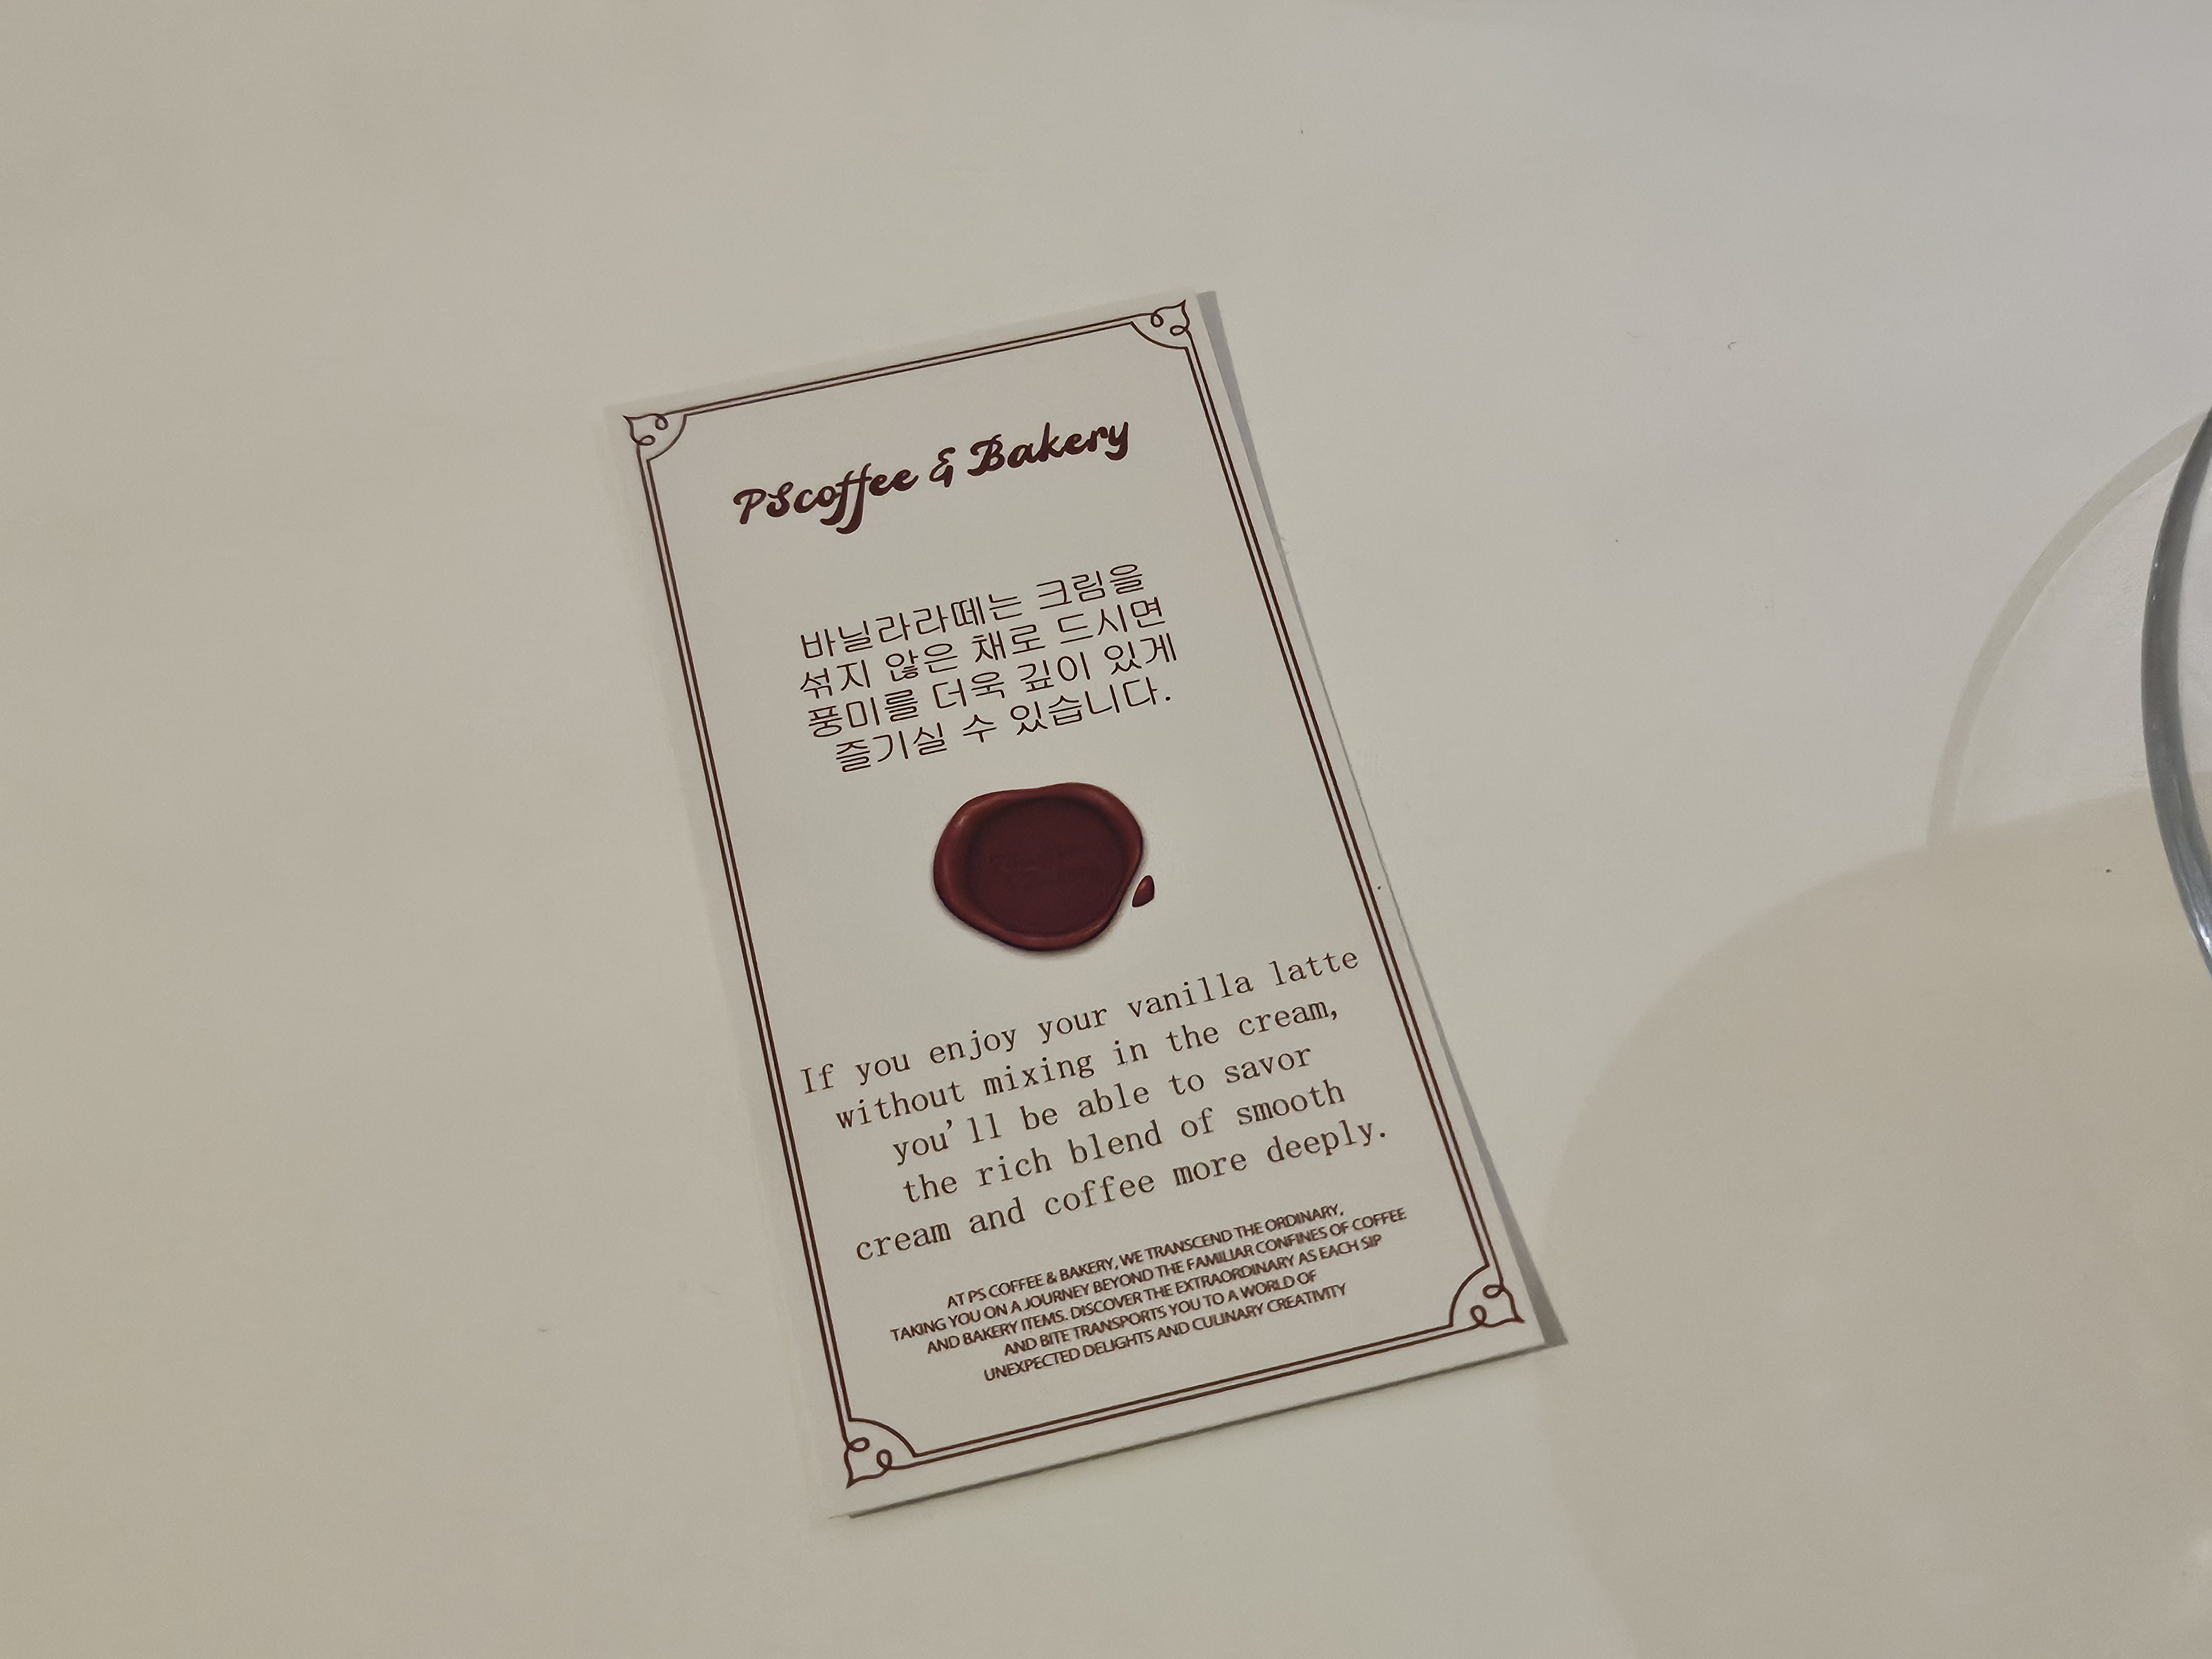 PScoffee & Bakery
바닐라라떼는 크림을
섞지 않은 채로 드시면
풍미를 더욱 깊이 있게
즐기실 수 있습니다.
If you enjoy your vanilla latte
without mixing in the cream,
you'll be able to savor
the rich blend of smooth
cream and coffee more deeply.
AT PS COFFEE & BAKERY, WE TRANSCEND THE ORDINARY,
TAKING YOU ON A JOURNEY BEYOND THE FAMILIAR CONFINES OF COFFEE
AND BAKERY ITEMS. DISCOVER THE EXTRAORDINARY AS EACH SIP
AND BITE TRANSPORTS YOU TO A WORLD OF
UNEXPECTED DELIGHTS AND CULINARY CREATIVITY